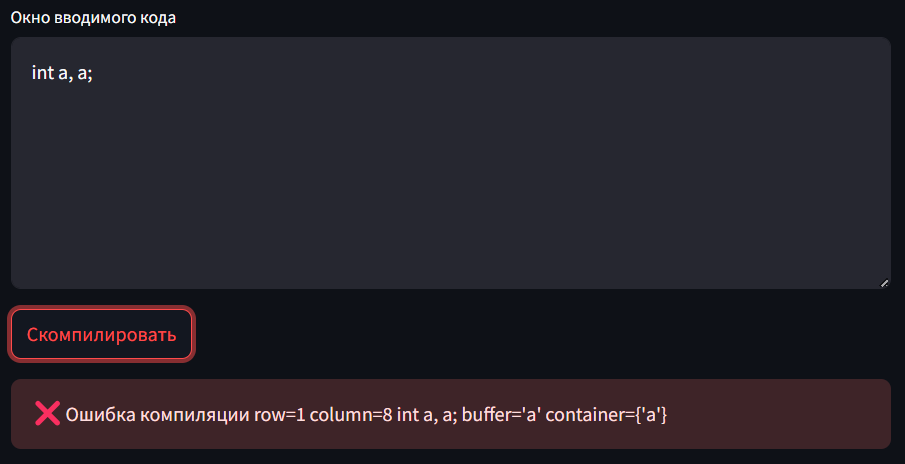 Окно вводимого кода
int a, a;
Скомпилировать
❌ Ошибка компиляции row=1 column=8 int a, a; buffer='a' container={'a'}